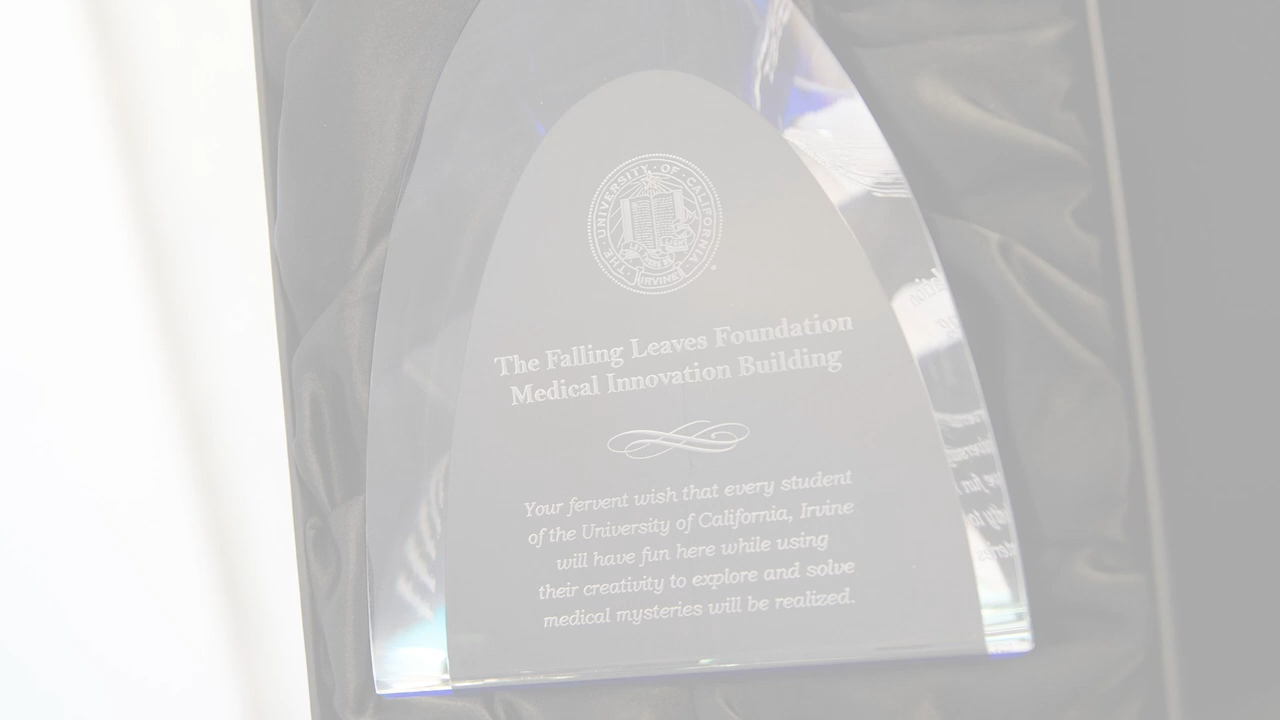 THE · UNIVERSITY · OF · CALIFORNIA
IRVINE
The Falling Leaves Foundation
Medical Innovation Building
Your fervent wish that every student
of the University of California, Irvine
will have fun here while using
their creativity to explore and solve
medical mysteries will be realized.